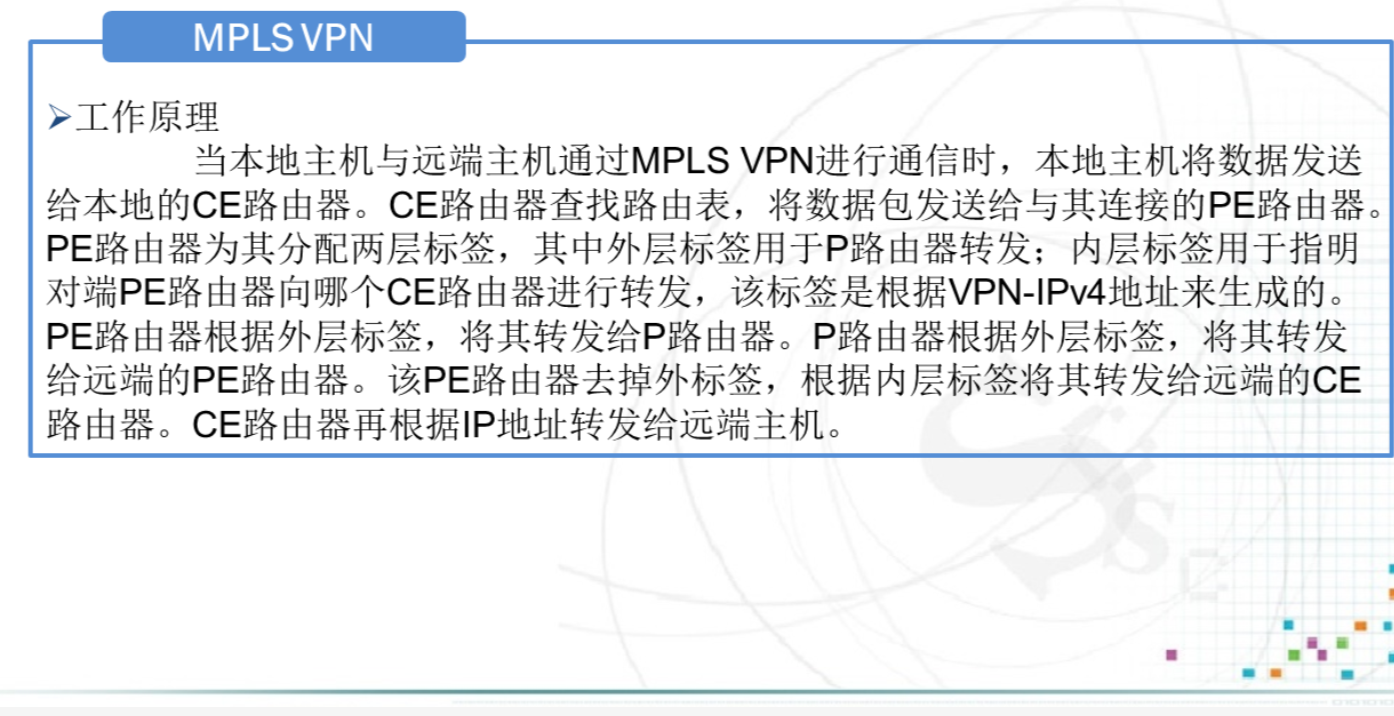 MPLS VPN
➢工作原理
当本地主机与远端主机通过MPLS VPN进行通信时，本地主机将数据发送
给本地的CE路由器。CE路由器查找路由表，将数据包发送给与其连接的PE路由器。
PE路由器为其分配两层标签，其中外层标签用于P路由器转发；内层标签用于指明
对端PE路由器向哪个CE路由器进行转发，该标签是根据VPN-IPv4地址来生成的。
PE路由器根据外层标签，将其转发给P路由器。P路由器根据外层标签，将其转发
给远端的PE路由器。该PE路由器去掉外标签，根据内层标签将其转发给远端的CE
路由器。CE路由器再根据IP地址转发给远端主机。